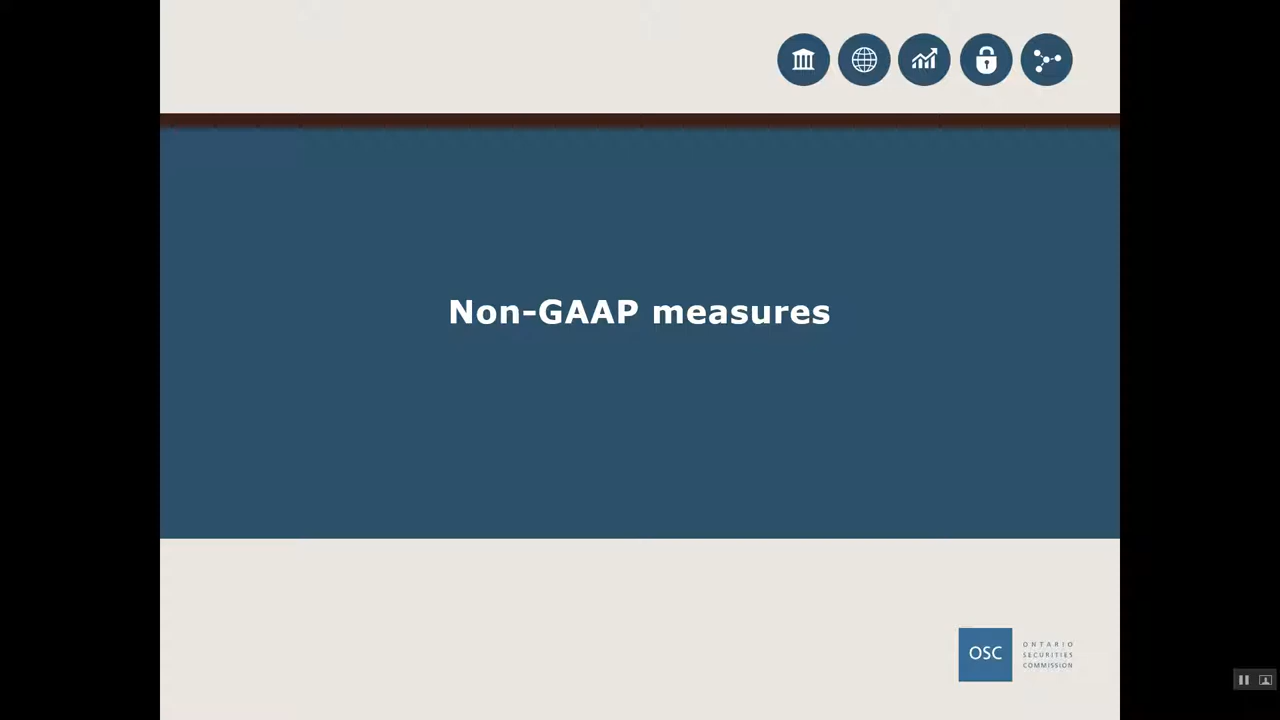 Non-GAAP measures
OSC
ONTARIO
SECURITIES
COMMISSION